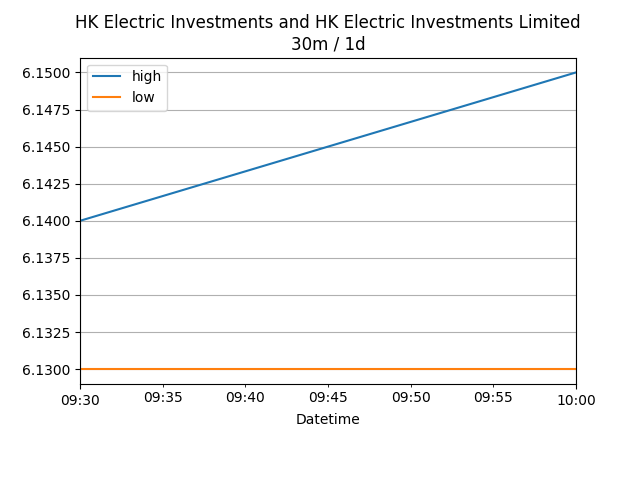 HK Electric Investments and HK Electric Investments Limited
30m / 1d
high
low
6.1500
6.1475
6.1450
6.1425
6.1400
6.1375
6.1350
6.1325
6.1300
09:30 09:35 09:40 09:45 09:50 09:55 10:00
Datetime